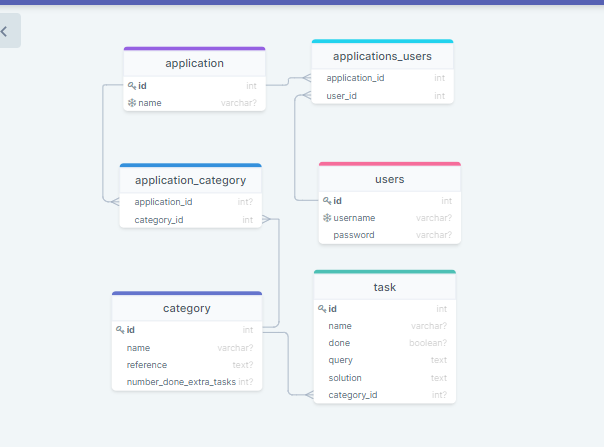 application
id int
name varchar?
applications_users
application_id int
user_id int
application_category
application_id int?
category_id int
users
id int
username varchar?
password varchar?
category
id int
name varchar?
reference text?
number_done_extra_tasks int?
task
id int
name varchar?
done boolean?
query text
solution text
category_id int?